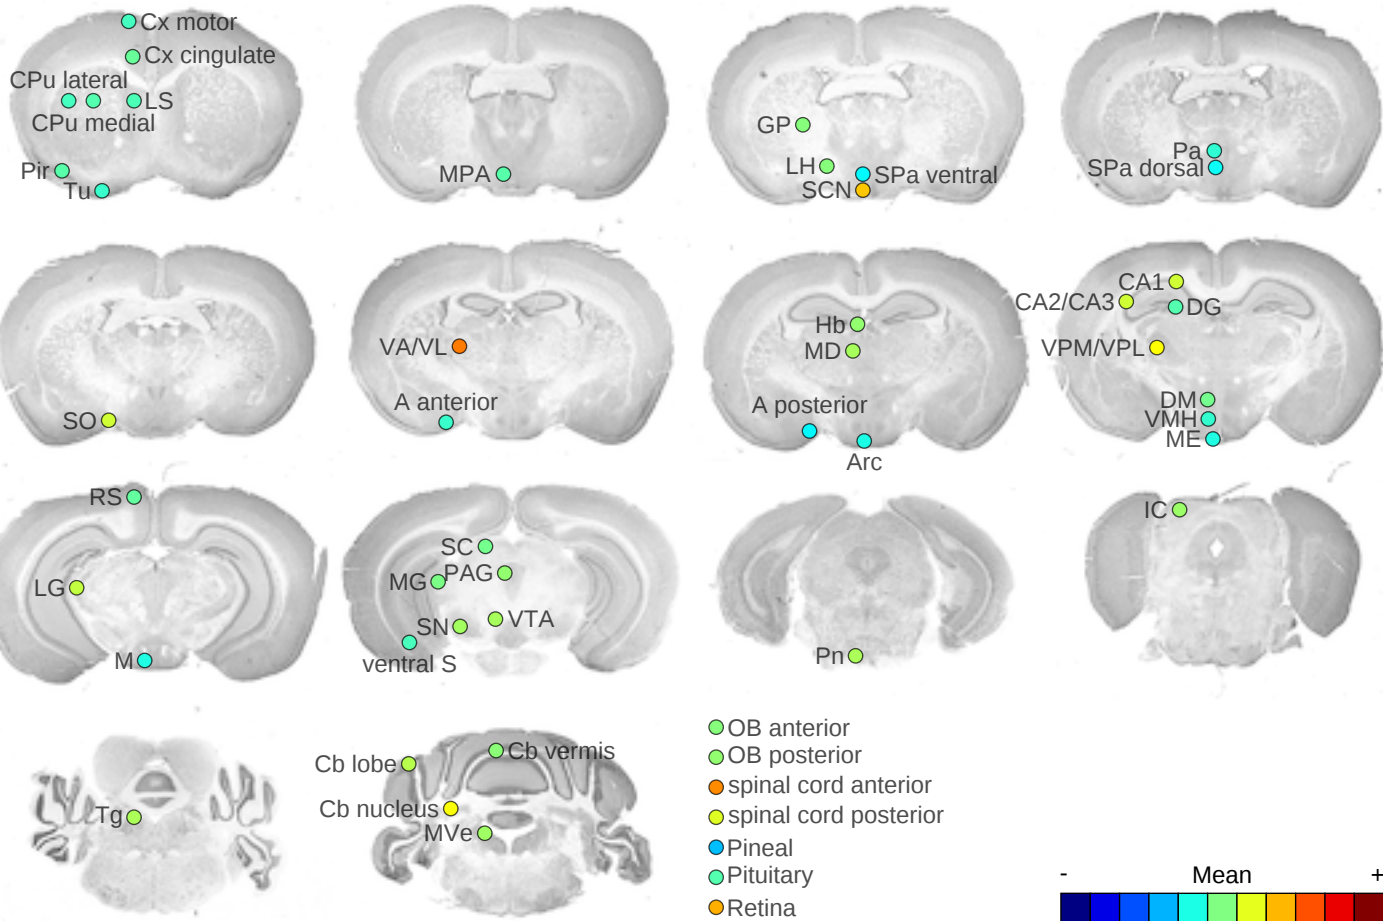 Cx motor
Cx cingulate
CPu lateral
LS
CPu medial
Pir
Tu
MPA
GP
LH
SPa ventral
SCN
Pa
SPa dorsal
SO
VA/VL
A anterior
Hb
MD
A posterior
Arc
CA1
CA2/CA3
DG
VPM/VPL
DM
VMH
ME
RS
LG
M
SC
MG
PAG
SN
VTA
ventral S
Pn
IC
Tg
Cb lobe
Cb vermis
Cb nucleus
MVe
OB anterior
OB posterior
spinal cord anterior
spinal cord posterior
Pineal
Pituitary
Retina
- Mean +